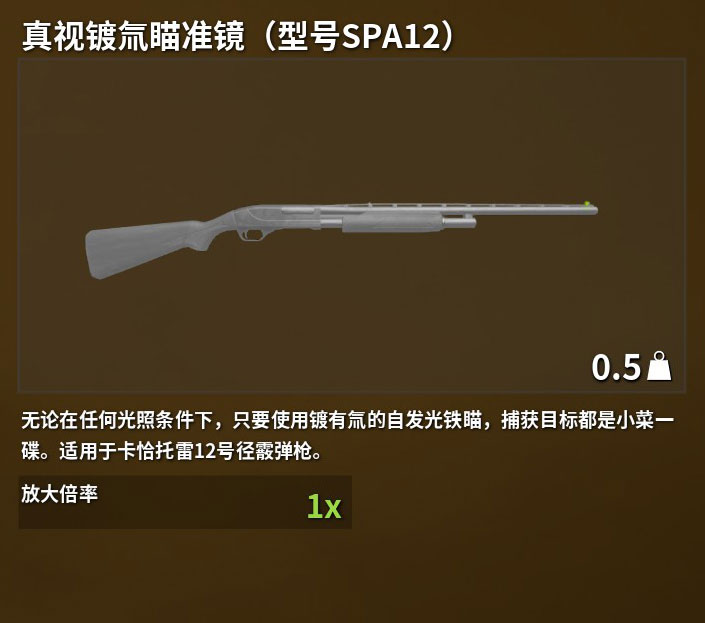 真视镀氚瞄准镜（型号SPA12）
0.5
无论在任何光照条件下，只要使用镀有氚的自发光铁瞄，捕获目标都是小菜一
碟。适用于卡恰托雷12号径霰弹枪。
放大倍率
1x